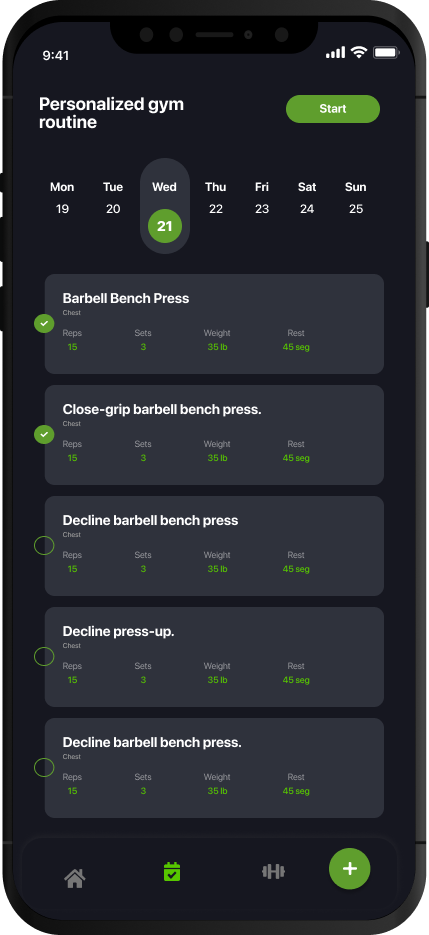 9:41
Personalized gym
routine
Start
Mon Tue Wed Thu Fri Sat Sun
19 20 21 22 23 24 25
Barbell Bench Press
Chest
Reps Sets Weight Rest
15 3 35 lb 45 seg
Close-grip barbell bench press.
Chest
Reps Sets Weight Rest
15 3 35 lb 45 seg
Decline barbell bench press
Chest
Reps Sets Weight Rest
15 3 35 lb 45 seg
Decline press-up.
Chest
Reps Sets Weight Rest
15 3 35 lb 45 seg
Decline barbell bench press.
Chest
Reps Sets Weight Rest
15 3 35 lb 45 seg